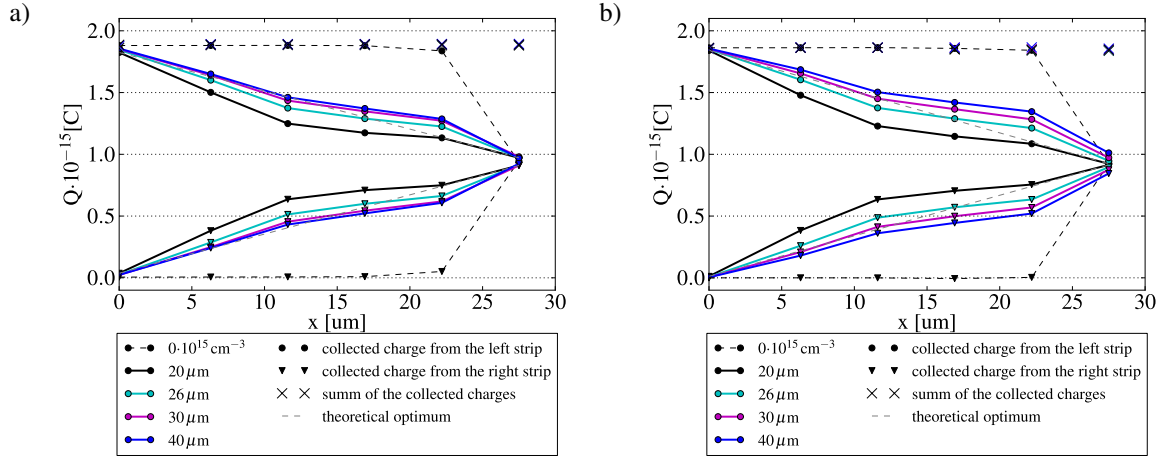 a)
Q·10⁻¹⁵[C]
2.0
1.5
1.0
0.5
0.0
0 5 10 15 20 25 30
x [um]
0·10¹⁵ cm⁻³
20 μm
26 μm
30 μm
40 μm
collected charge from the left strip
collected charge from the right strip
summ of the collected charges
theoretical optimum
b)
Q·10⁻¹⁵[C]
2.0
1.5
1.0
0.5
0.0
0 5 10 15 20 25 30
x [um]
0·10¹⁵ cm⁻³
20 μm
26 μm
30 μm
40 μm
collected charge from the left strip
collected charge from the right strip
summ of the collected charges
theoretical optimum